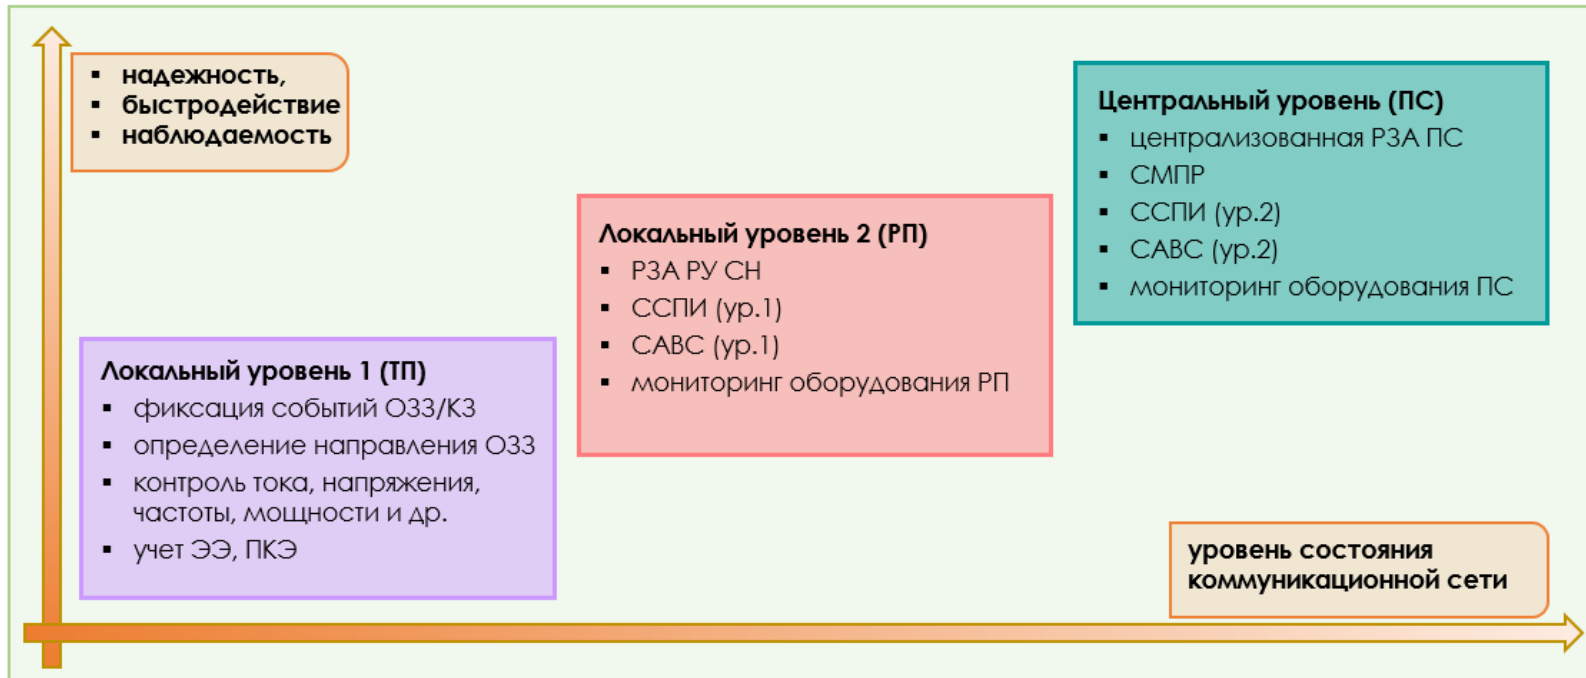 ▪ надежность,
▪ быстродействие
▪ наблюдаемость
Центральный уровень (ПС)
▪ централизованная РЗА ПС
▪ СМПР
▪ ССПИ (ур.2)
▪ САВС (ур.2)
▪ мониторинг оборудования ПС
Локальный уровень 2 (РП)
▪ РЗА РУ СН
▪ ССПИ (ур.1)
▪ САВС (ур.1)
▪ мониторинг оборудования РП
Локальный уровень 1 (ТП)
▪ фиксация событий ОЗЗ/КЗ
▪ определение направления ОЗЗ
▪ контроль тока, напряжения,
частоты, мощности и др.
▪ учет ЭЭ, ПКЭ
уровень состояния
коммуникационной сети